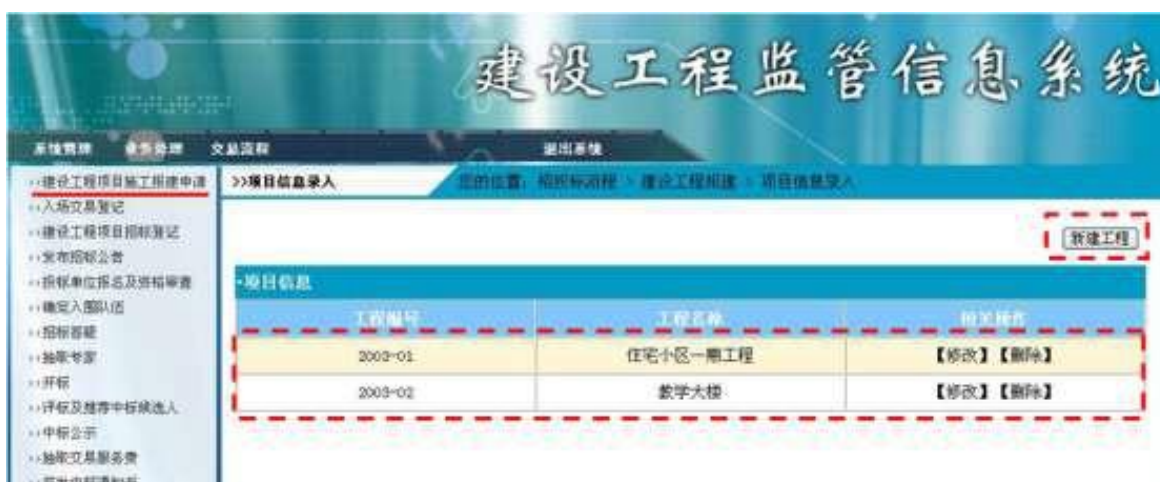 建设工程监管信息系统
系统管理 业务处理 交易流程 退出系统
>>建设工程项目施工报建申请
>>入场交易登记
>>建设工程项目招标登记
>>发布招标公告
>>投标单位报名及资格审查
>>确定入围队伍
>>招标答疑
>>抽取专家
>>开标
>>评标及推荐中标候选人
>>中标公示
>>抽取交易服务费
>>项目信息录入
您的位置：招投标流程 > 建设工程报建 > 项目信息录入
新建工程
·项目信息
工程编号 工程名称 相关操作
2003-01 住宅小区一期工程 【修改】【删除】
2003-02 教学大楼 【修改】【删除】